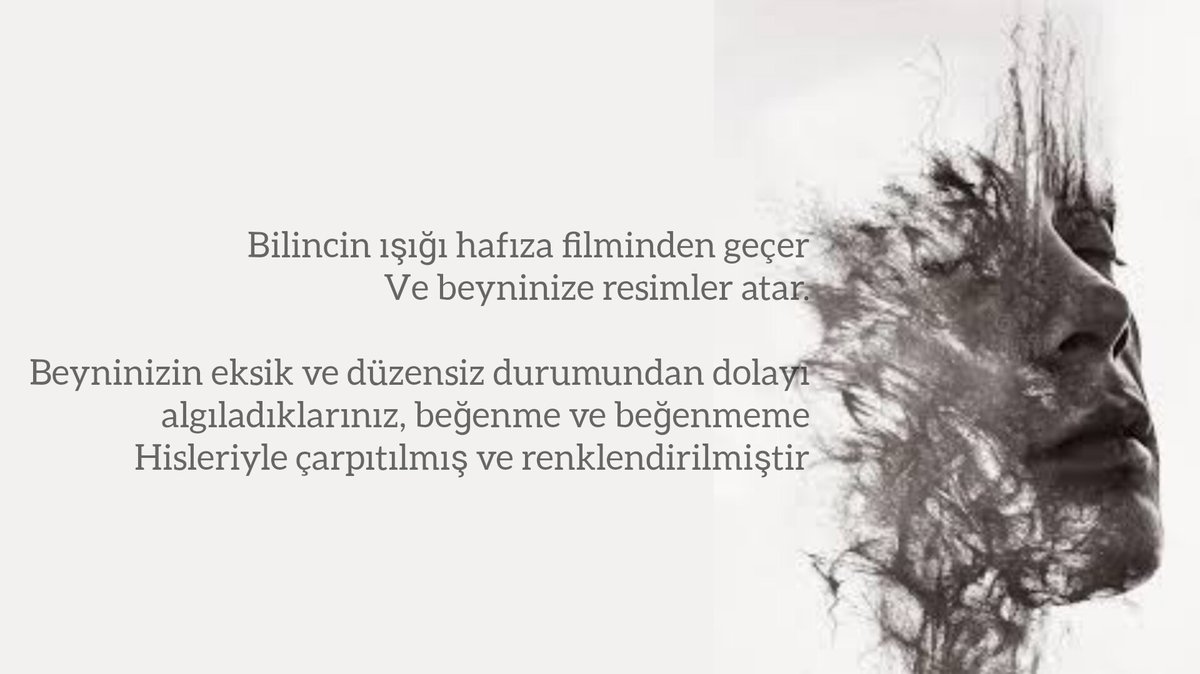 Bilincin ışığı hafıza filminden geçer
Ve beyninize resimler atar.
Beyninizin eksik ve düzensiz durumundan dolayı
algıladıklarınız, beğenme ve beğenmeme
Hisleriyle çarpıtılmış ve renklendirilmiştir